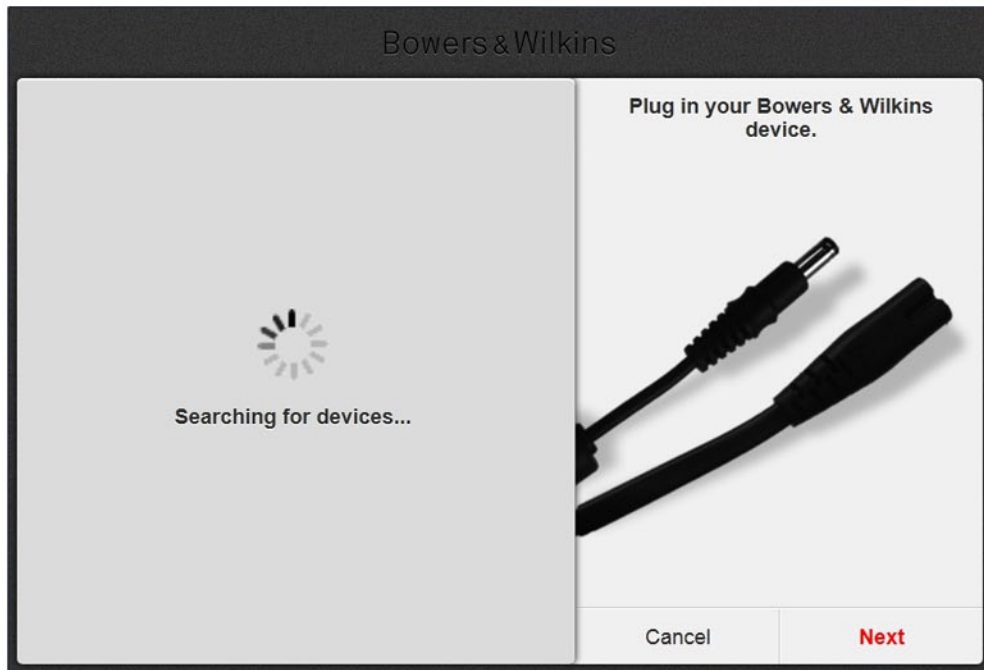 Bowers & Wilkins
Plug in your Bowers & Wilkins
device.
Searching for devices...
Cancel
Next